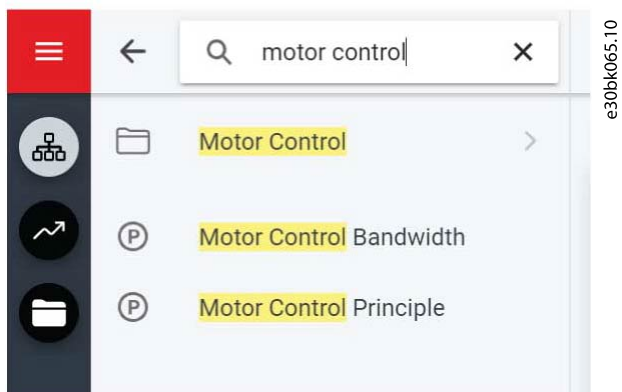 motor control
Motor Control
Motor Control Bandwidth
Motor Control Principle
e30bk065.10